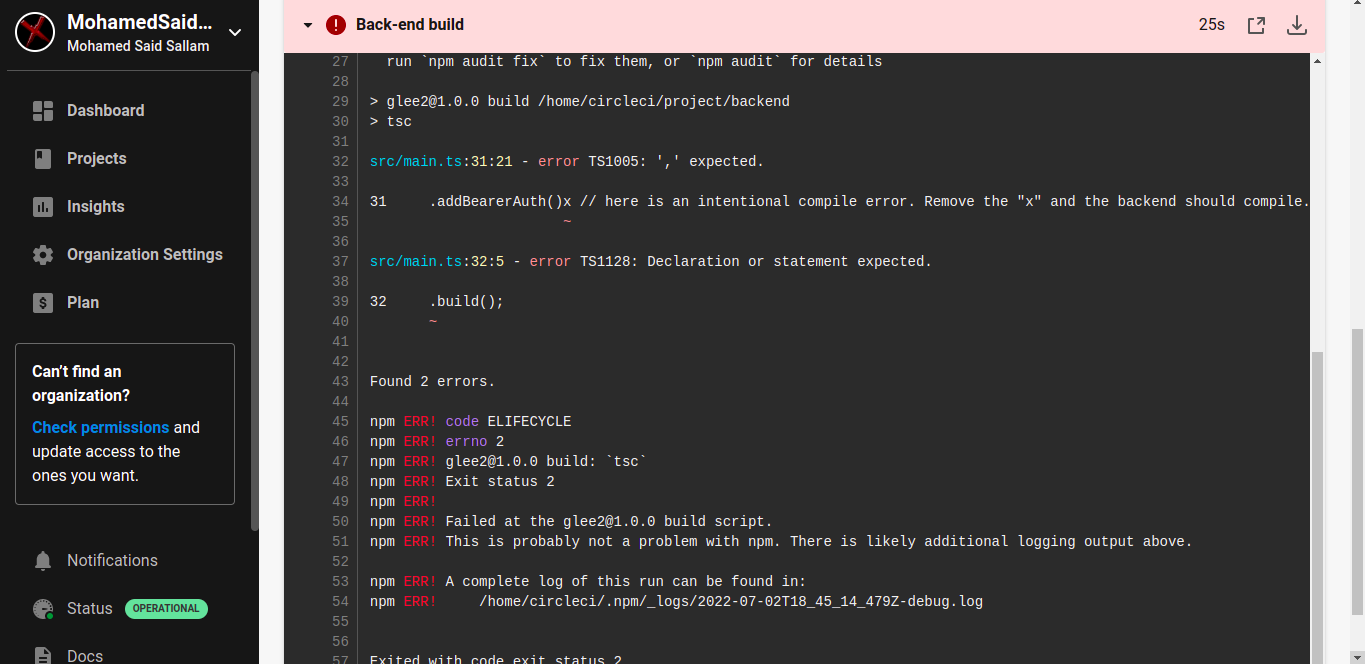 MohamedSaid...
Mohamed Said Sallam
Dashboard
Projects
Insights
Organization Settings
Plan
Can't find an
organization?
Check permissions and
update access to the
ones you want.
Notifications
Status OPERATIONAL
Docs
Back-end build 25s
27 run `npm audit fix` to fix them, or `npm audit` for details
28
29 > glee2@1.0.0 build /home/circleci/project/backend
30 > tsc
31
32 src/main.ts:31:21 - error TS1005: ',' expected.
33
34 31     .addBearerAuth()x // here is an intentional compile error. Remove the "x" and the backend should compile.
35 ~
36
37 src/main.ts:32:5 - error TS1128: Declaration or statement expected.
38
39 32     .build();
40 ~
41
42
43 Found 2 errors.
44
45 npm ERR! code ELIFECYCLE
46 npm ERR! errno 2
47 npm ERR! glee2@1.0.0 build: `tsc`
48 npm ERR! Exit status 2
49 npm ERR!
50 npm ERR! Failed at the glee2@1.0.0 build script.
51 npm ERR! This is probably not a problem with npm. There is likely additional logging output above.
52
53 npm ERR! A complete log of this run can be found in:
54 npm ERR!     /home/circleci/.npm/_logs/2022-07-02T18_45_14_479Z-debug.log
55
56
57 Exited with code exit status 2